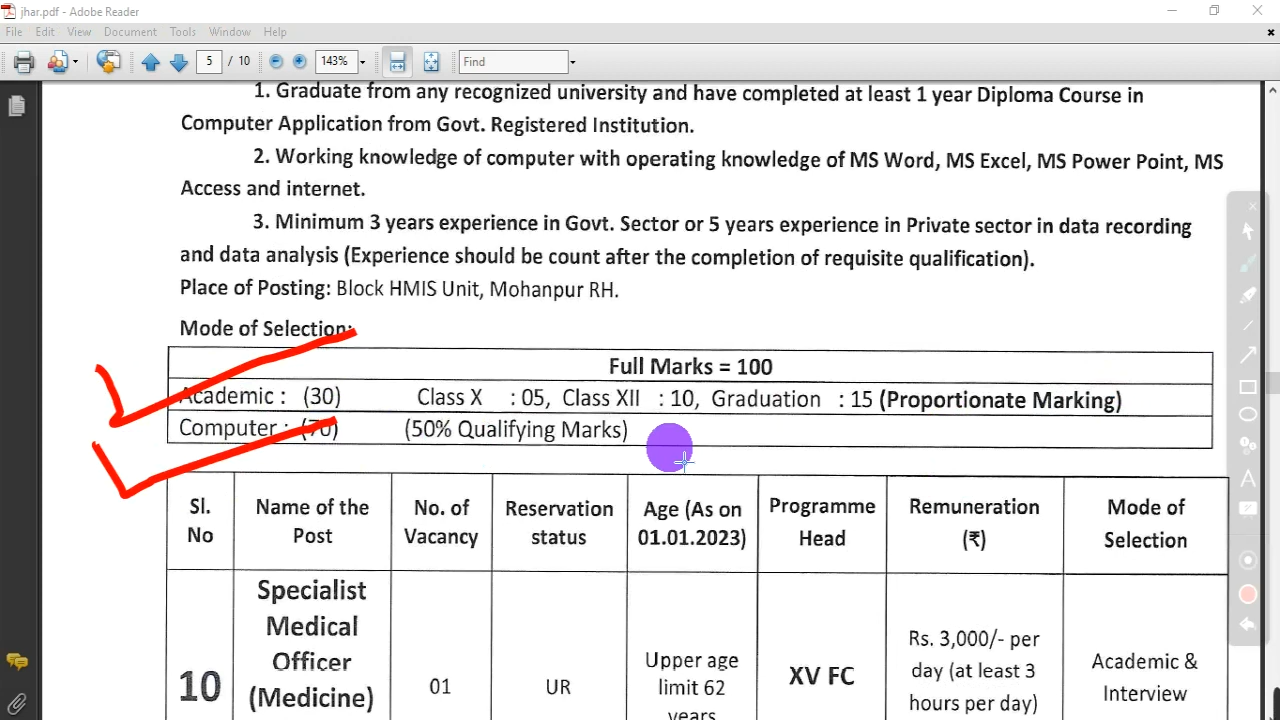 jhar.pdf - Adobe Reader
File Edit View Document Tools Window Help
5 / 10 143% Find
1. Graduate from any recognized university and have completed at least 1 year Diploma Course in
Computer Application from Govt. Registered Institution.
2. Working knowledge of computer with operating knowledge of MS Word, MS Excel, MS Power Point, MS
Access and internet.
3. Minimum 3 years experience in Govt. Sector or 5 years experience in Private sector in data recording
and data analysis (Experience should be count after the completion of requisite qualification).
Place of Posting: Block HMIS Unit, Mohanpur RH.
Mode of Selection:
Full Marks = 100
Academic : (30) Class X : 05, Class XII : 10, Graduation : 15 (Proportionate Marking)
Computer : (70) (50% Qualifying Marks)
Sl. No Name of the Post No. of Vacancy Reservation status Age (As on 01.01.2023) Programme Head Remuneration (₹) Mode of Selection
10 Specialist Medical Officer (Medicine) 01 UR Upper age limit 62 years XV FC Rs. 3,000/- per day (at least 3 hours per day) Academic & Interview